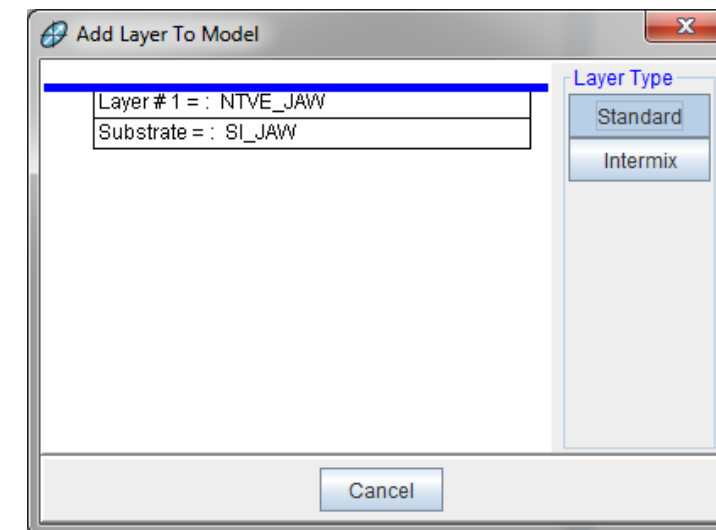 Add Layer To Model
Layer # 1 = : NTVE_JAW
Substrate = : SI_JAW
Layer Type
Standard
Intermix
Cancel